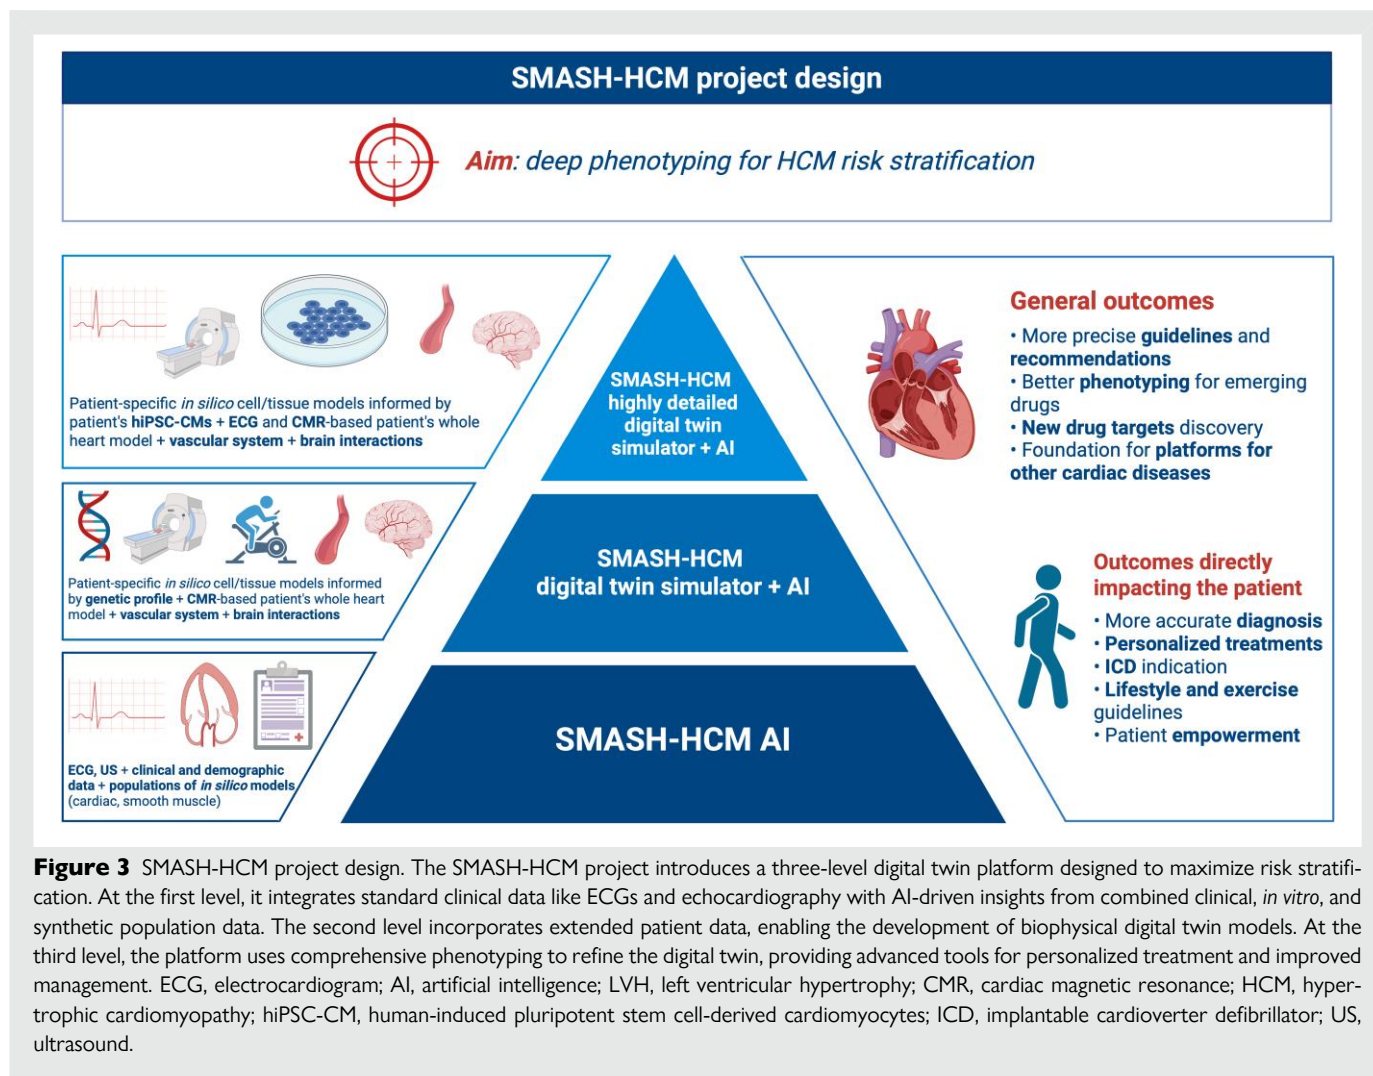 SMASH-HCM project design
Aim: deep phenotyping for HCM risk stratification
Patient-specific in silico cell/tissue models informed by
patient's hiPSC-CMs + ECG and CMR-based patient's whole
heart model + vascular system + brain interactions
Patient-specific in silico cell/tissue models informed
by genetic profile + CMR-based patient's whole heart
model + vascular system + brain interactions
ECG, US + clinical and demographic
data + populations of in silico models
(cardiac, smooth muscle)
SMASH-HCM
highly detailed
digital twin
simulator + AI
SMASH-HCM
digital twin simulator + AI
SMASH-HCM AI
General outcomes
• More precise guidelines and
recommendations
• Better phenotyping for emerging
drugs
• New drug targets discovery
• Foundation for platforms for
other cardiac diseases
Outcomes directly
impacting the patient
• More accurate diagnosis
• Personalized treatments
• ICD indication
• Lifestyle and exercise
guidelines
• Patient empowerment
Figure 3 SMASH-HCM project design. The SMASH-HCM project introduces a three-level digital twin platform designed to maximize risk stratifi-
cation. At the first level, it integrates standard clinical data like ECGs and echocardiography with AI-driven insights from combined clinical, in vitro, and
synthetic population data. The second level incorporates extended patient data, enabling the development of biophysical digital twin models. At the
third level, the platform uses comprehensive phenotyping to refine the digital twin, providing advanced tools for personalized treatment and improved
management. ECG, electrocardiogram; AI, artificial intelligence; LVH, left ventricular hypertrophy; CMR, cardiac magnetic resonance; HCM, hyper-
trophic cardiomyopathy; hiPSC-CM, human-induced pluripotent stem cell-derived cardiomyocytes; ICD, implantable cardioverter defibrillator; US,
ultrasound.